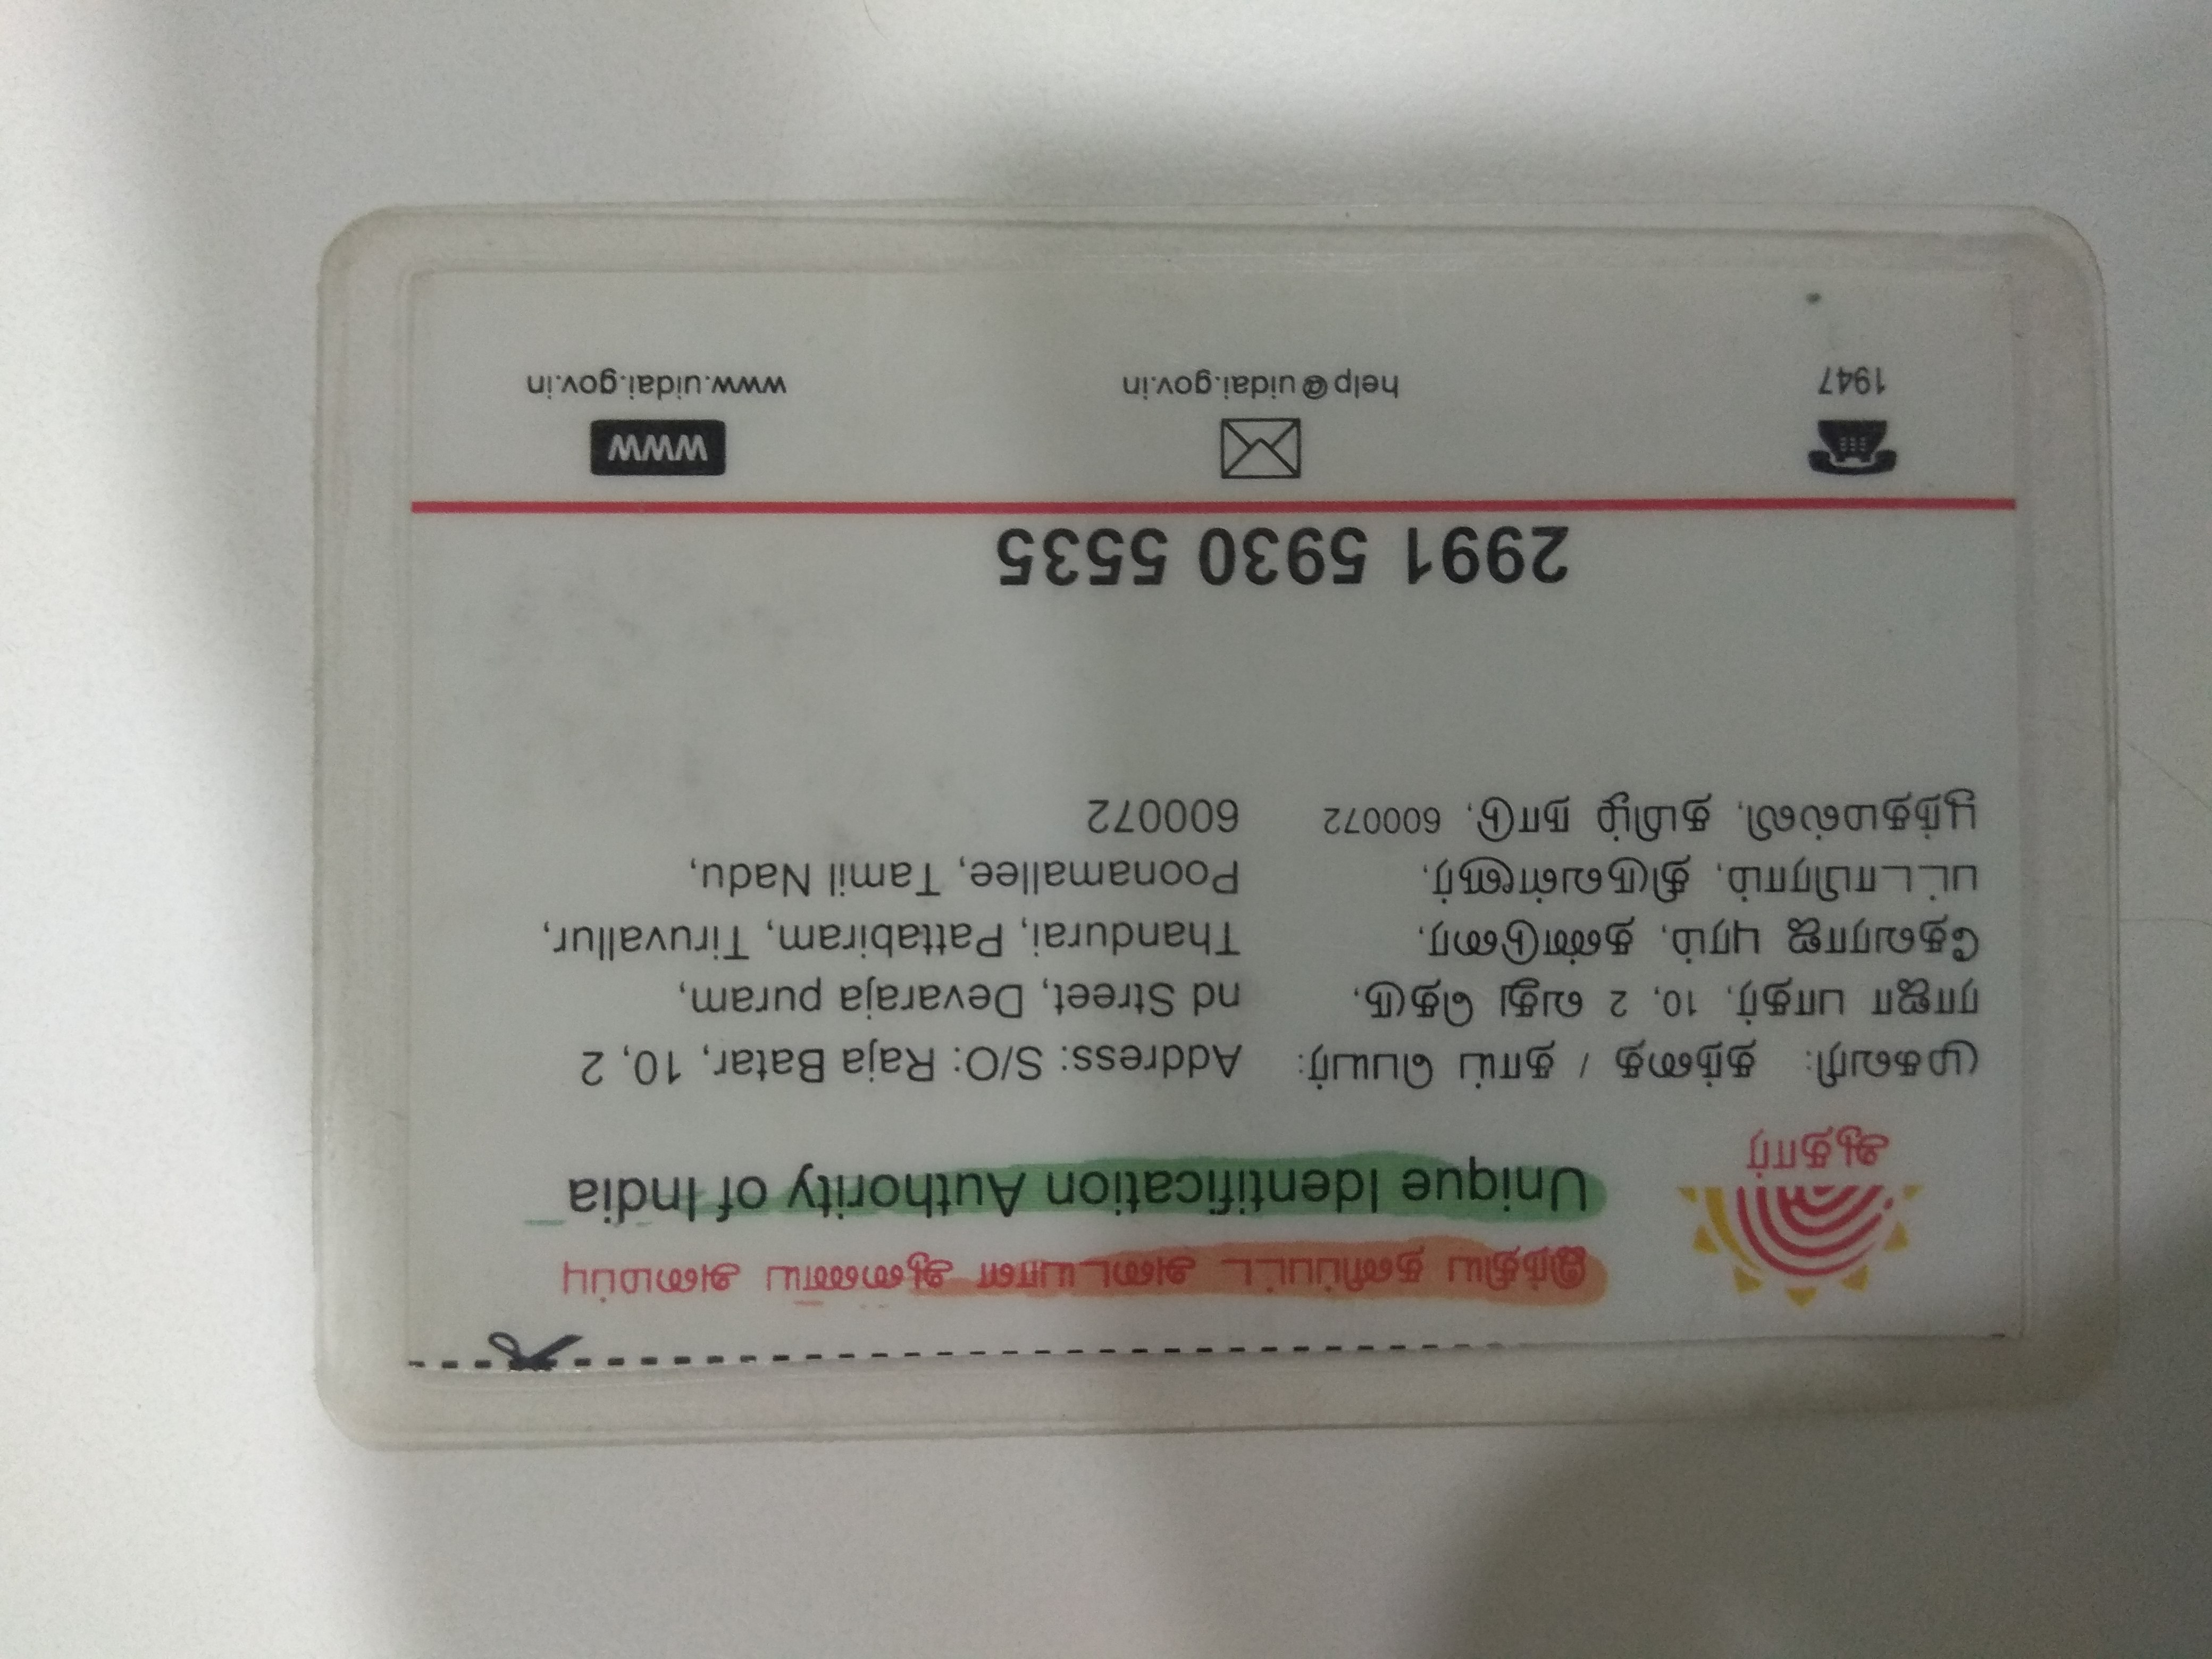 இந்திய தனிப்பட்ட அடையாள ஆணைய அமைப்பு
Unique Identification Authority of India
ஆதார்
முகவரி: தந்தை / தாய் பெயர்:
ராஜா பாதர், 10, 2 வது தெரு,
தேவராஜ புரம், தண்டுரை,
பட்டாபிராம், திருவள்ளூர்,
பூந்தமல்லி, தமிழ் நாடு, 600072
Address: S/O: Raja Batar, 10, 2
nd Street, Devaraja puram,
Thandurai, Pattabiram, Tiruvallur,
Poonamallee, Tamil Nadu,
600072
2991 5930 5535
1947
help@uidai.gov.in
WWW
www.uidai.gov.in